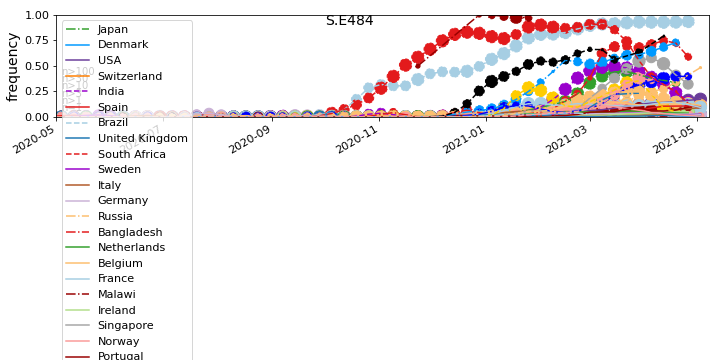 S.E484
frequency
1.00
0.75
0.50
0.25
0.00
2020-05
2020-07
2020-09
2020-11
2021-01
2021-03
2021-05
Japan
Denmark
USA
Switzerland
India
Spain
Brazil
United Kingdom
South Africa
Sweden
Italy
Germany
Russia
Bangladesh
Netherlands
Belgium
France
Malawi
Ireland
Singapore
Norway
Portugal